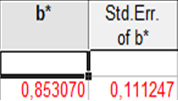 b*
Std.Err.
of b*
0,853070
0,111247